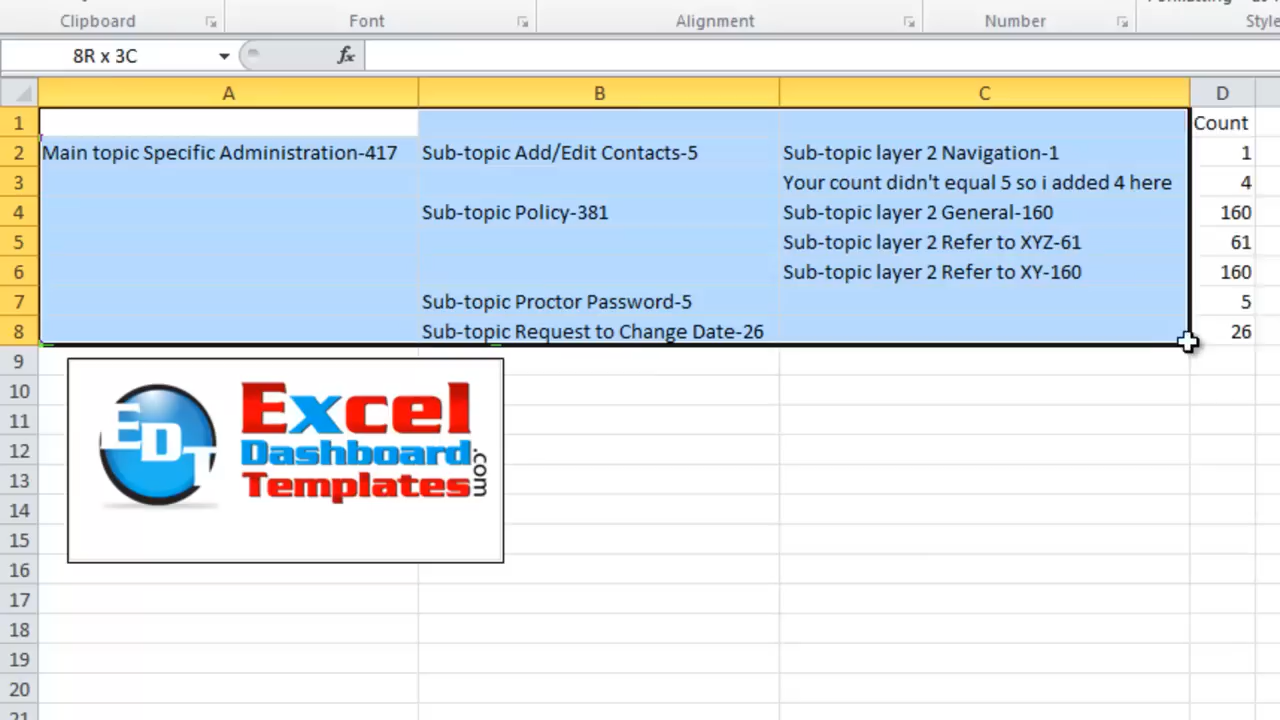 Clipboard Font Alignment Number Style
8R x 3C fx
A B C D
1 Count
2 Main topic Specific Administration-417 Sub-topic Add/Edit Contacts-5 Sub-topic layer 2 Navigation-1 1
3 Your count didn't equal 5 so i added 4 here 4
4 Sub-topic Policy-381 Sub-topic layer 2 General-160 160
5 Sub-topic layer 2 Refer to XYZ-61 61
6 Sub-topic layer 2 Refer to XY-160 160
7 Sub-topic Proctor Password-5 5
8 Sub-topic Request to Change Date-26 26
9
10
11
12
13
14
15
16
17
18
19
20
21
EDT
Excel
Dashboard
Templates
.com